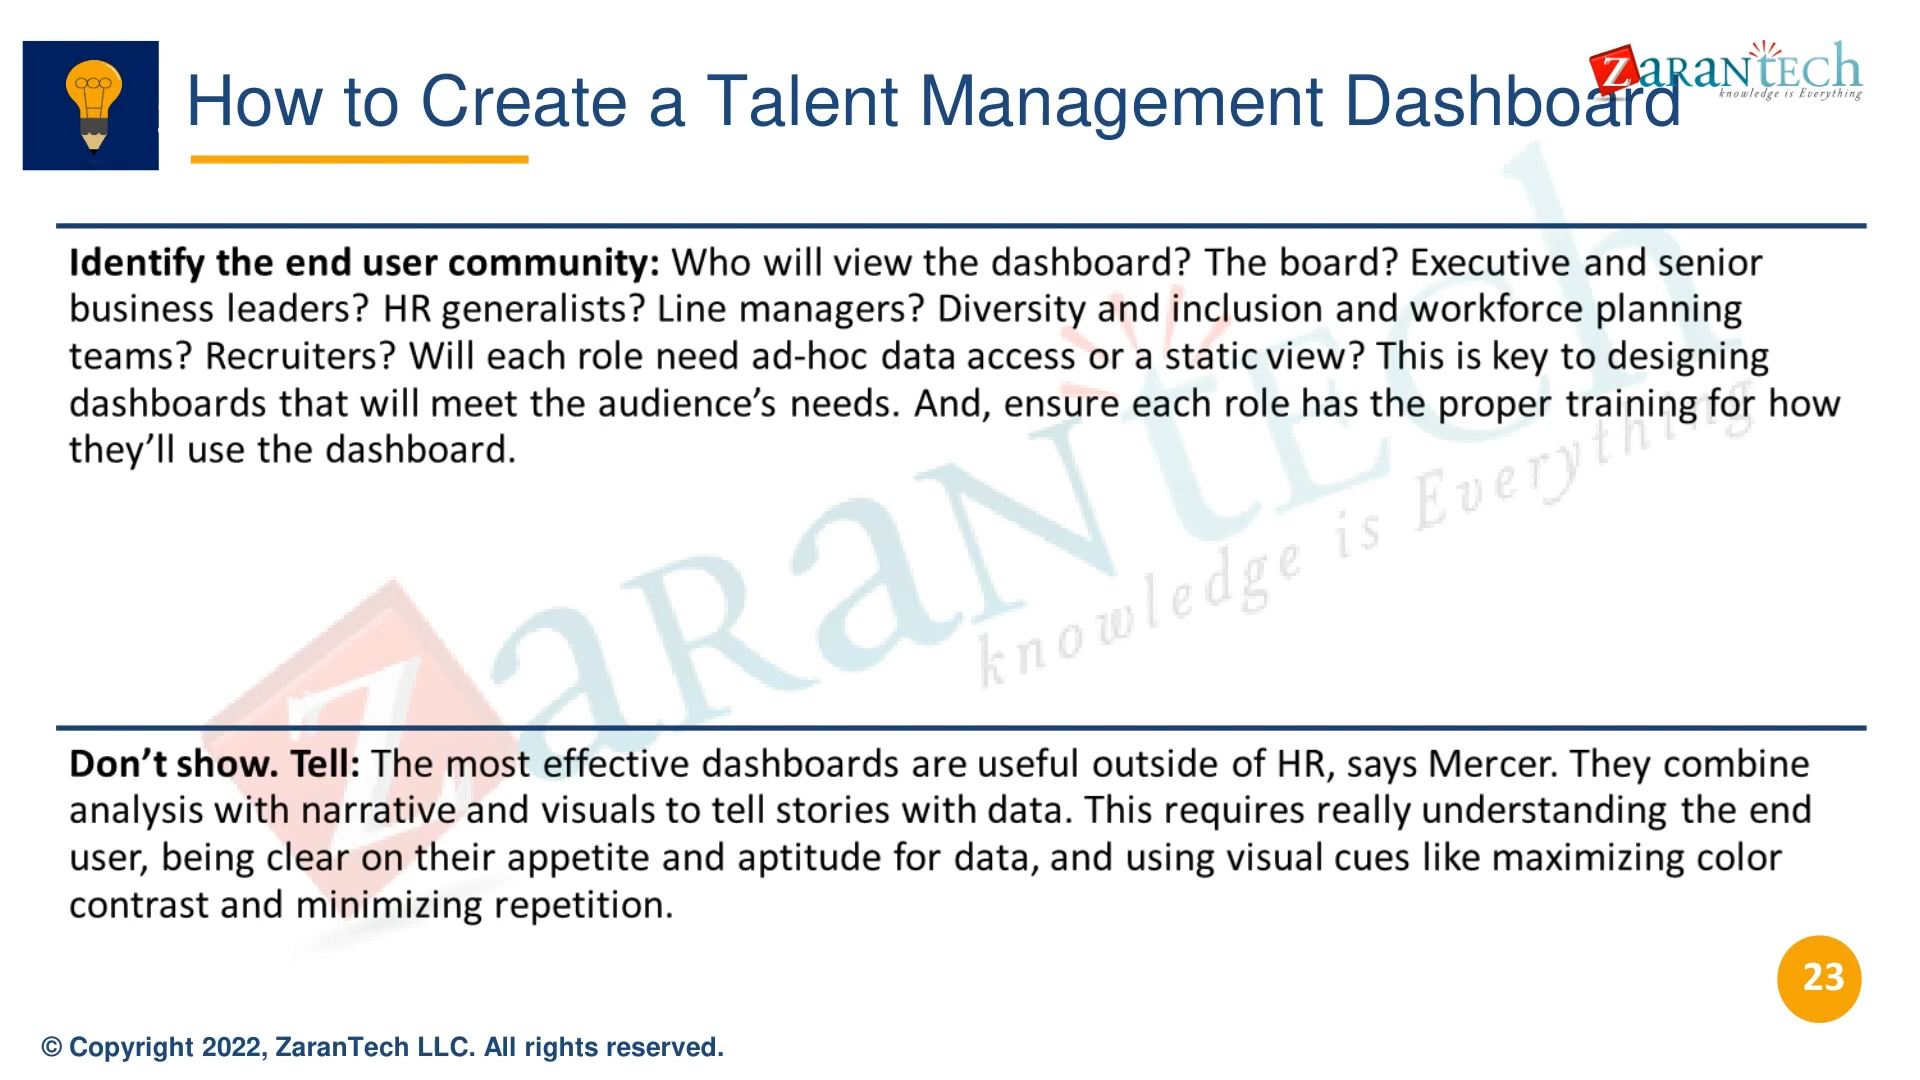 How to Create a Talent Management Dashboard
ZaranTech
knowledge is Everything
Identify the end user community: Who will view the dashboard? The board? Executive and senior
business leaders? HR generalists? Line managers? Diversity and inclusion and workforce planning
teams? Recruiters? Will each role need ad-hoc data access or a static view? This is key to designing
dashboards that will meet the audience’s needs. And, ensure each role has the proper training for how
they’ll use the dashboard.
ZaranTech
knowledge is Everything
Don’t show. Tell: The most effective dashboards are useful outside of HR, says Mercer. They combine
analysis with narrative and visuals to tell stories with data. This requires really understanding the end
user, being clear on their appetite and aptitude for data, and using visual cues like maximizing color
contrast and minimizing repetition.
23
© Copyright 2022, ZaranTech LLC. All rights reserved.